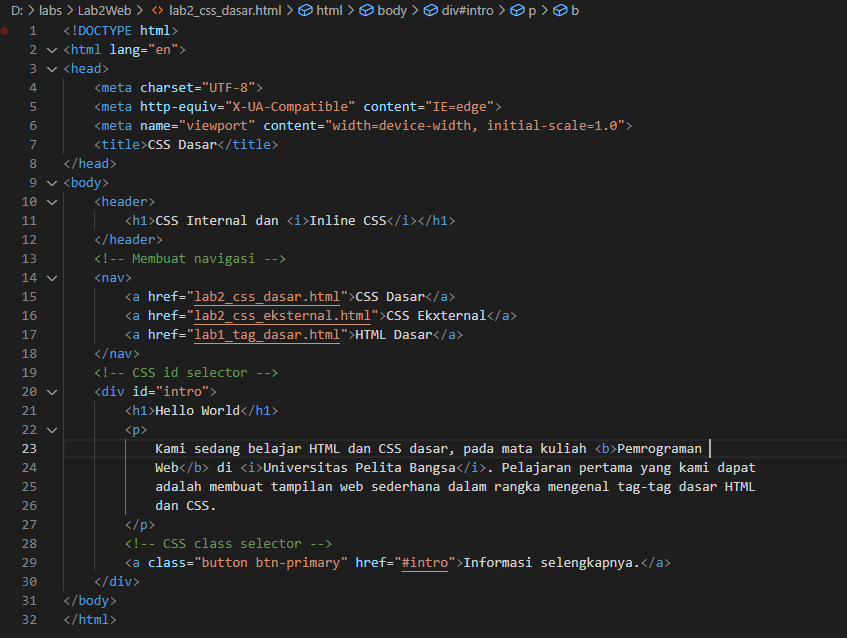 D: > labs > Lab2Web > <> lab2_css_dasar.html > html > body > div#intro > p > b
1 <!DOCTYPE html>
2 <html lang="en">
3 <head>
4 <meta charset="UTF-8">
5 <meta http-equiv="X-UA-Compatible" content="IE=edge">
6 <meta name="viewport" content="width=device-width, initial-scale=1.0">
7 <title>CSS Dasar</title>
8 </head>
9 <body>
10 <header>
11 <h1>CSS Internal dan <i>Inline CSS</i></h1>
12 </header>
13 <!-- Membuat navigasi -->
14 <nav>
15 <a href="lab2_css_dasar.html">CSS Dasar</a>
16 <a href="lab2_css_eksternal.html">CSS Ekxternal</a>
17 <a href="lab1_tag_dasar.html">HTML Dasar</a>
18 </nav>
19 <!-- CSS id selector -->
20 <div id="intro">
21 <h1>Hello World</h1>
22 <p>
23 Kami sedang belajar HTML dan CSS dasar, pada mata kuliah <b>Pemrograman
24 Web</b> di <i>Universitas Pelita Bangsa</i>. Pelajaran pertama yang kami dapat
25 adalah membuat tampilan web sederhana dalam rangka mengenal tag-tag dasar HTML
26 dan CSS.
27 </p>
28 <!-- CSS class selector -->
29 <a class="button btn-primary" href="#intro">Informasi selengkapnya.</a>
30 </div>
31 </body>
32 </html>